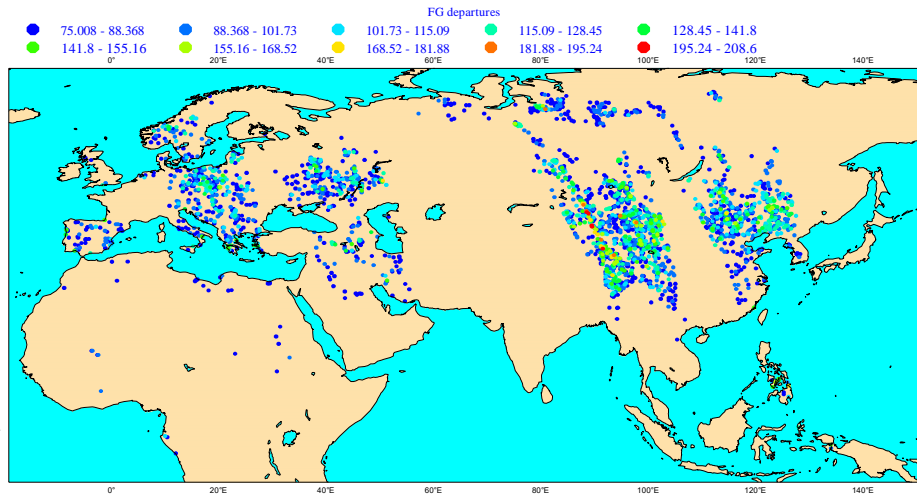 FG departures
75.008 - 88.368 88.368 - 101.73 101.73 - 115.09 115.09 - 128.45 128.45 - 141.8
141.8 - 155.16 155.16 - 168.52 168.52 - 181.88 181.88 - 195.24 195.24 - 208.6
0° 20°E 40°E 60°E 80°E 100°E 120°E 140°E
0° 20°E 40°E 60°E 80°E 100°E 120°E 140°E